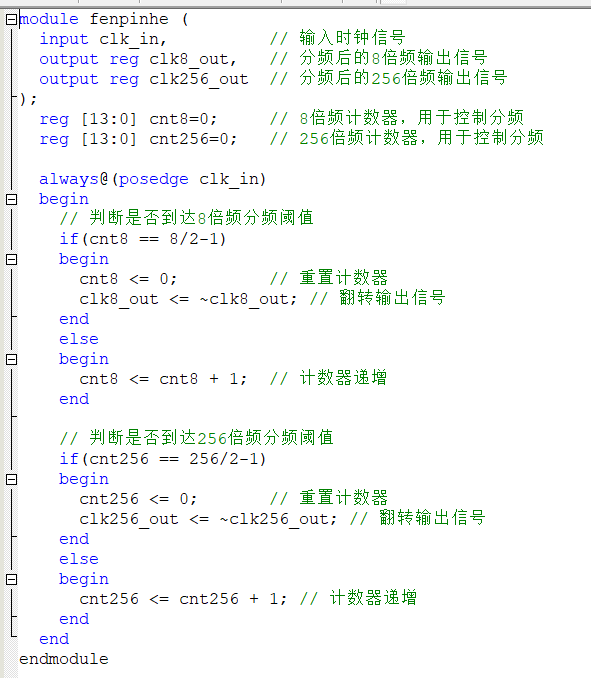 module fenpinhe (
  input clk_in,          // 输入时钟信号
  output reg clk8_out,   // 分频后的8倍频输出信号
  output reg clk256_out  // 分频后的256倍频输出信号
);
  reg [13:0] cnt8=0;     // 8倍频计数器，用于控制分频
  reg [13:0] cnt256=0;   // 256倍频计数器，用于控制分频

  always@(posedge clk_in)
  begin
    // 判断是否到达8倍频分频阈值
    if(cnt8 == 8/2-1)
    begin
      cnt8 <= 0;         // 重置计数器
      clk8_out <= ~clk8_out; // 翻转输出信号
    end
    else
    begin
      cnt8 <= cnt8 + 1;  // 计数器递增
    end

    // 判断是否到达256倍频分频阈值
    if(cnt256 == 256/2-1)
    begin
      cnt256 <= 0;       // 重置计数器
      clk256_out <= ~clk256_out; // 翻转输出信号
    end
    else
    begin
      cnt256 <= cnt256 + 1; // 计数器递增
    end
  end
endmodule